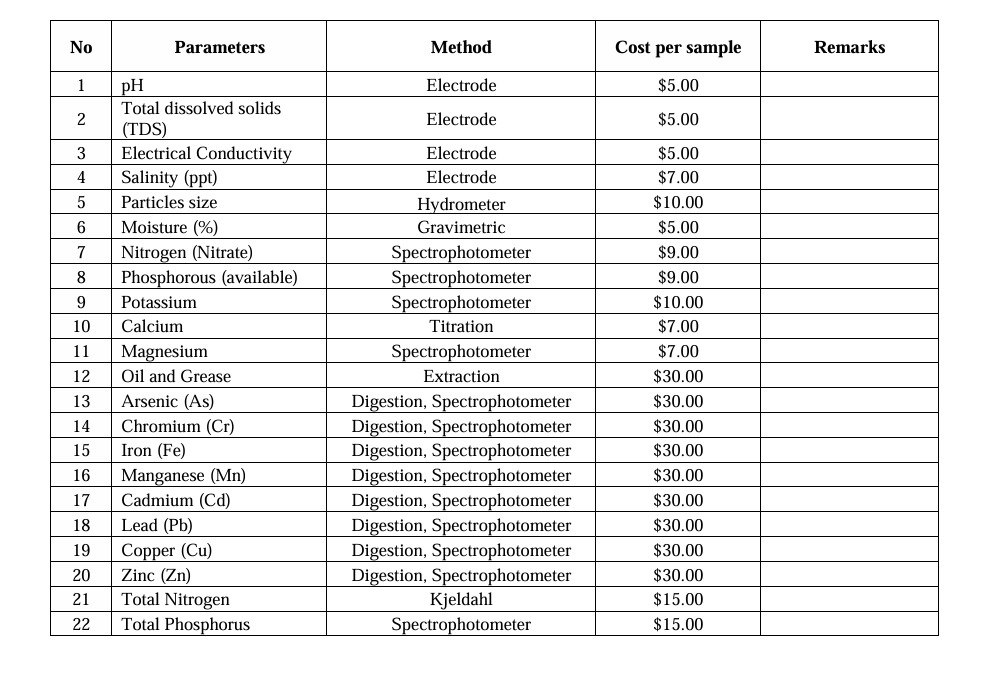 No Parameters Method Cost per sample Remarks
1 pH Electrode $5.00
2 Total dissolved solids (TDS) Electrode $5.00
3 Electrical Conductivity Electrode $5.00
4 Salinity (ppt) Electrode $7.00
5 Particles size Hydrometer $10.00
6 Moisture (%) Gravimetric $5.00
7 Nitrogen (Nitrate) Spectrophotometer $9.00
8 Phosphorous (available) Spectrophotometer $9.00
9 Potassium Spectrophotometer $10.00
10 Calcium Titration $7.00
11 Magnesium Spectrophotometer $7.00
12 Oil and Grease Extraction $30.00
13 Arsenic (As) Digestion, Spectrophotometer $30.00
14 Chromium (Cr) Digestion, Spectrophotometer $30.00
15 Iron (Fe) Digestion, Spectrophotometer $30.00
16 Manganese (Mn) Digestion, Spectrophotometer $30.00
17 Cadmium (Cd) Digestion, Spectrophotometer $30.00
18 Lead (Pb) Digestion, Spectrophotometer $30.00
19 Copper (Cu) Digestion, Spectrophotometer $30.00
20 Zinc (Zn) Digestion, Spectrophotometer $30.00
21 Total Nitrogen Kjeldahl $15.00
22 Total Phosphorus Spectrophotometer $15.00